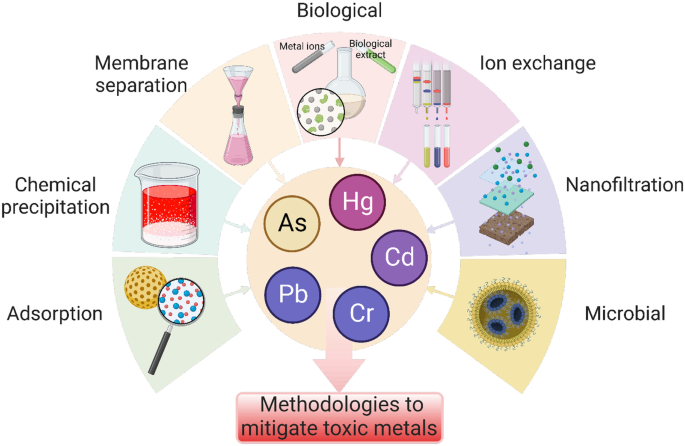 Biological
Metal ions
Biological
extract
Membrane
separation
Ion exchange
Chemical
precipitation
Nanofiltration
Adsorption
Microbial
As
Hg
Cd
Pb
Cr
Methodologies to
mitigate toxic metals